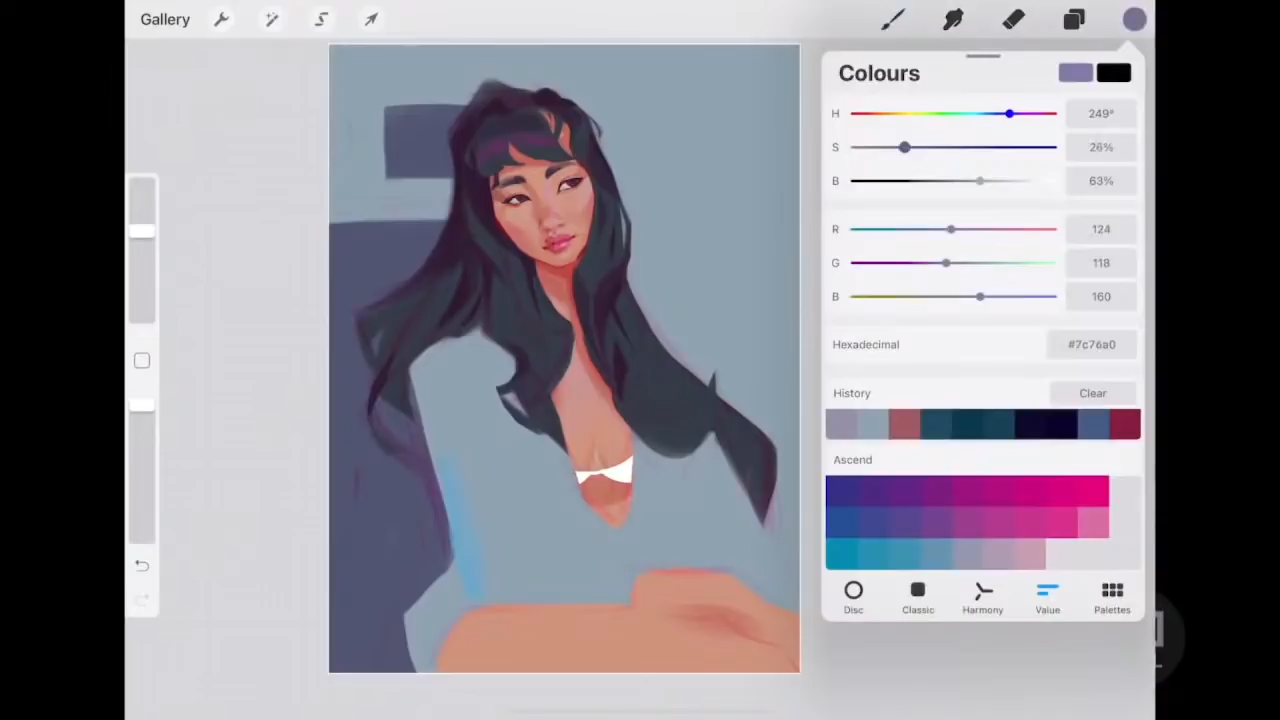 Gallery
Colours
H 249°
S 26%
B 63%
R 124
G 118
B 160
Hexadecimal #7c76a0
History Clear
Ascend
Disc Classic Harmony Value Palettes